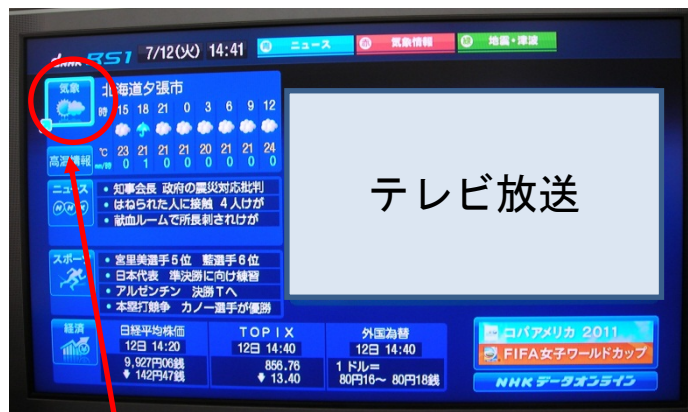 NHK BS1 7/12(火) 14:41 青 ニュース 赤 気象情報 緑 地震・津波
気象
北海道夕張市
時 15 18 21 0 3 6 9 12
℃ 23 21 21 21 20 21 21 24
mm/時 0 1 0 0 0 0 0 0
高温情報
ニュース
・知事会長 政府の震災対応批判
・はねられた人に接触 4人けが
・献血ルームで所長刺されけが
スポーツ
・宮里美選手5位 藍選手6位
・日本代表 準決勝に向け練習
・アルゼンチン 決勝Tへ
・本塁打競争 カノー選手が優勝
テレビ放送
経済
日経平均株価
12日 14:20
9,927円06銭
♦ 142円47銭
TOPIX
12日 14:40
856.76
♦ 13.40
外国為替
12日 14:40
1ドル=
80円16~ 80円18銭
コパアメリカ 2011
FIFA女子ワールドカップ
NHKデータオンライン